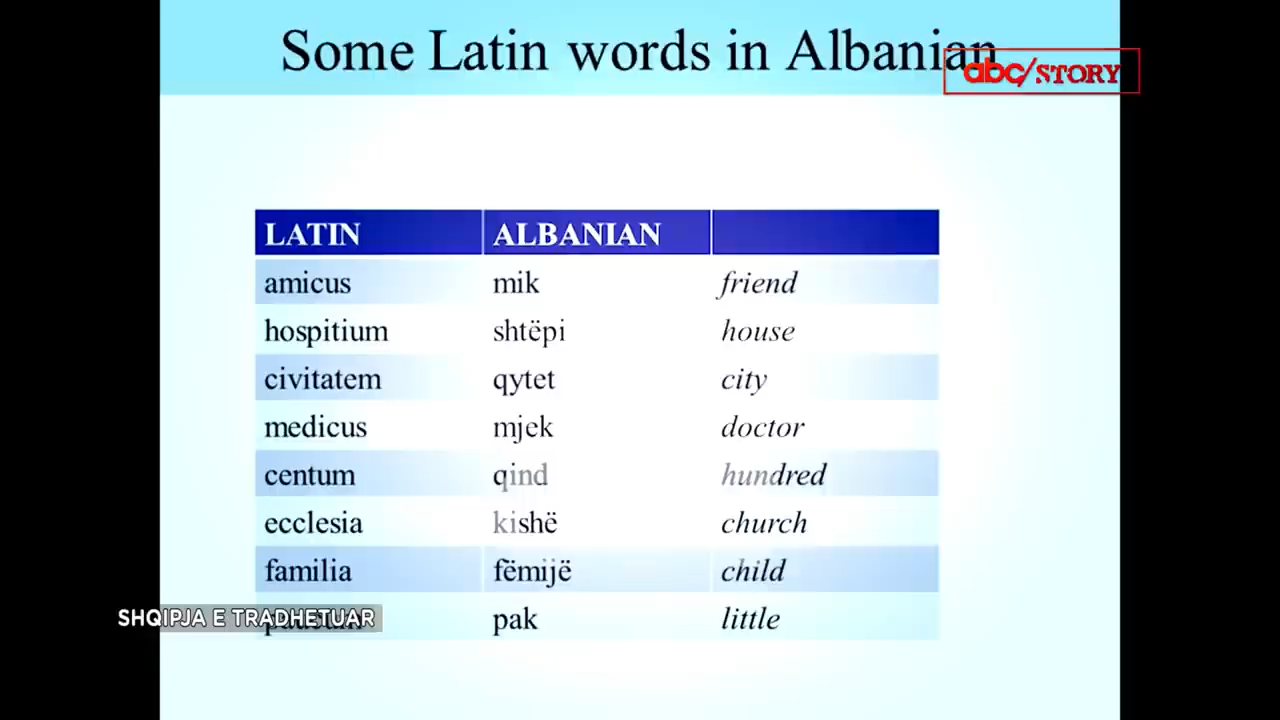 Some Latin words in Albanian
abc/STORY
LATIN ALBANIAN
amicus mik friend
hospitium shtëpi house
civitatem qytet city
medicus mjek doctor
centum qind hundred
ecclesia kishë church
familia fëmijë child
pak little
SHQIPJA E TRADHETUAR